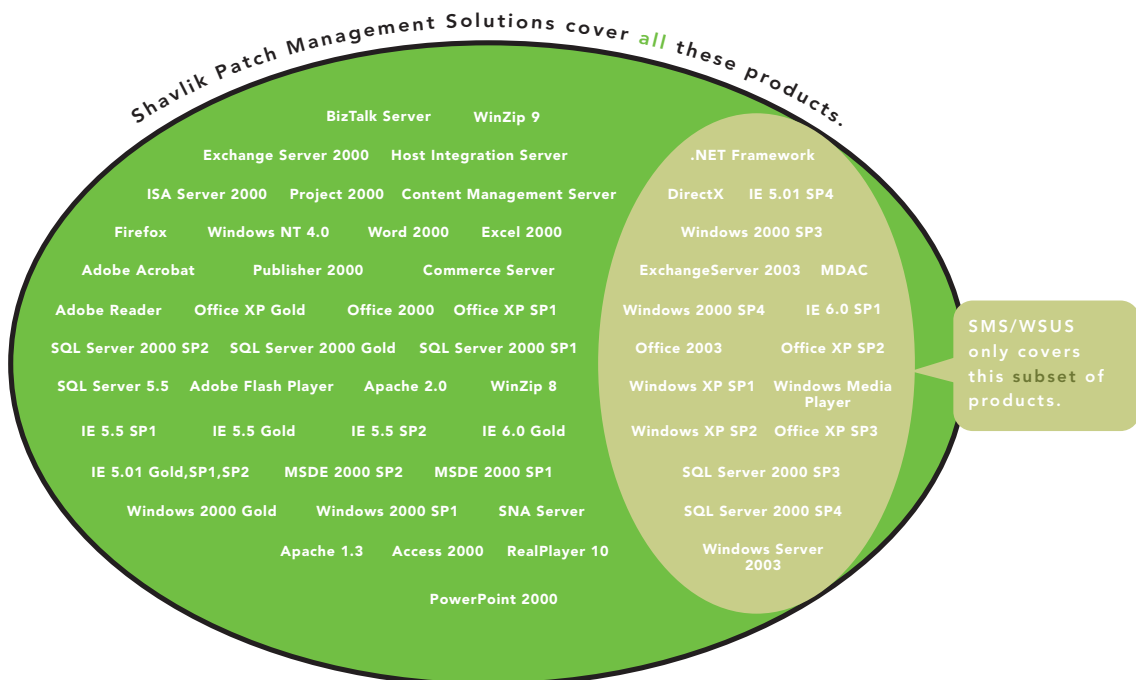 Shavlik Patch Management Solutions cover all these products.
BizTalk Server WinZip 9
Exchange Server 2000 Host Integration Server
ISA Server 2000 Project 2000 Content Management Server
Firefox Windows NT 4.0 Word 2000 Excel 2000
Adobe Acrobat Publisher 2000 Commerce Server
Adobe Reader Office XP Gold Office 2000 Office XP SP1
SQL Server 2000 SP2 SQL Server 2000 Gold SQL Server 2000 SP1
SQL Server 5.5 Adobe Flash Player Apache 2.0 WinZip 8
IE 5.5 SP1 IE 5.5 Gold IE 5.5 SP2 IE 6.0 Gold
IE 5.01 Gold,SP1,SP2 MSDE 2000 SP2 MSDE 2000 SP1
Windows 2000 Gold Windows 2000 SP1 SNA Server
Apache 1.3 Access 2000 RealPlayer 10
PowerPoint 2000
.NET Framework
DirectX IE 5.01 SP4
Windows 2000 SP3
ExchangeServer 2003 MDAC
Windows 2000 SP4 IE 6.0 SP1
Office 2003 Office XP SP2
Windows XP SP1 Windows Media
Player
Windows XP SP2 Office XP SP3
SQL Server 2000 SP3
SQL Server 2000 SP4
Windows Server
2003
SMS/WSUS
only covers
this subset of
products.